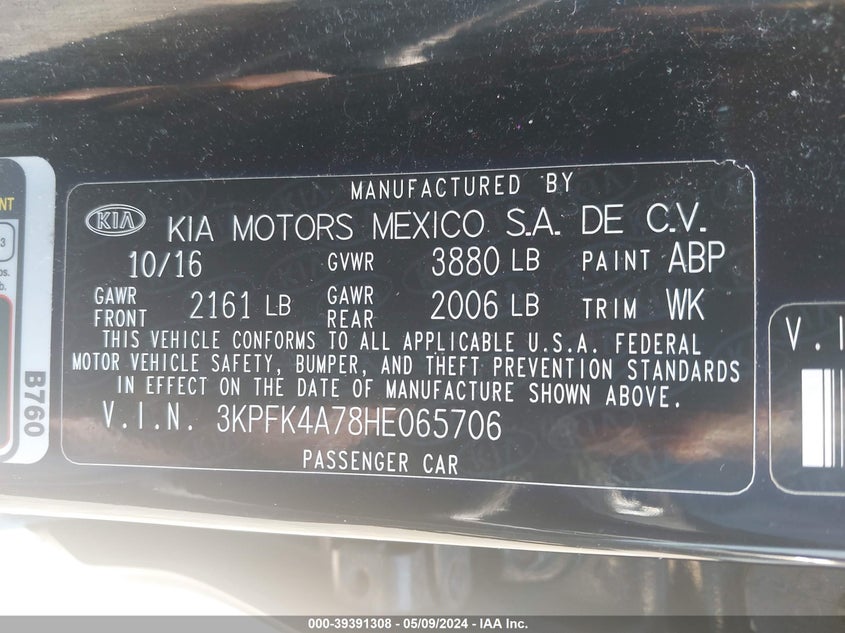 MANUFACTURED BY
KIA KIA MOTORS MEXICO S.A. DE C.V.
10/16 GVWR 3880 LB PAINT ABP
GAWR FRONT 2161 LB GAWR REAR 2006 LB TRIM WK
THIS VEHICLE CONFORMS TO ALL APPLICABLE U.S.A. FEDERAL
MOTOR VEHICLE SAFETY, BUMPER, AND THEFT PREVENTION STANDARDS
IN EFFECT ON THE DATE OF MANUFACTURE SHOWN ABOVE.
V.I.N. 3KPFK4A78HE065706
PASSENGER CAR
NT
3
os.
b.
B760
V.I
000-39391308 - 05/09/2024 - IAA Inc.